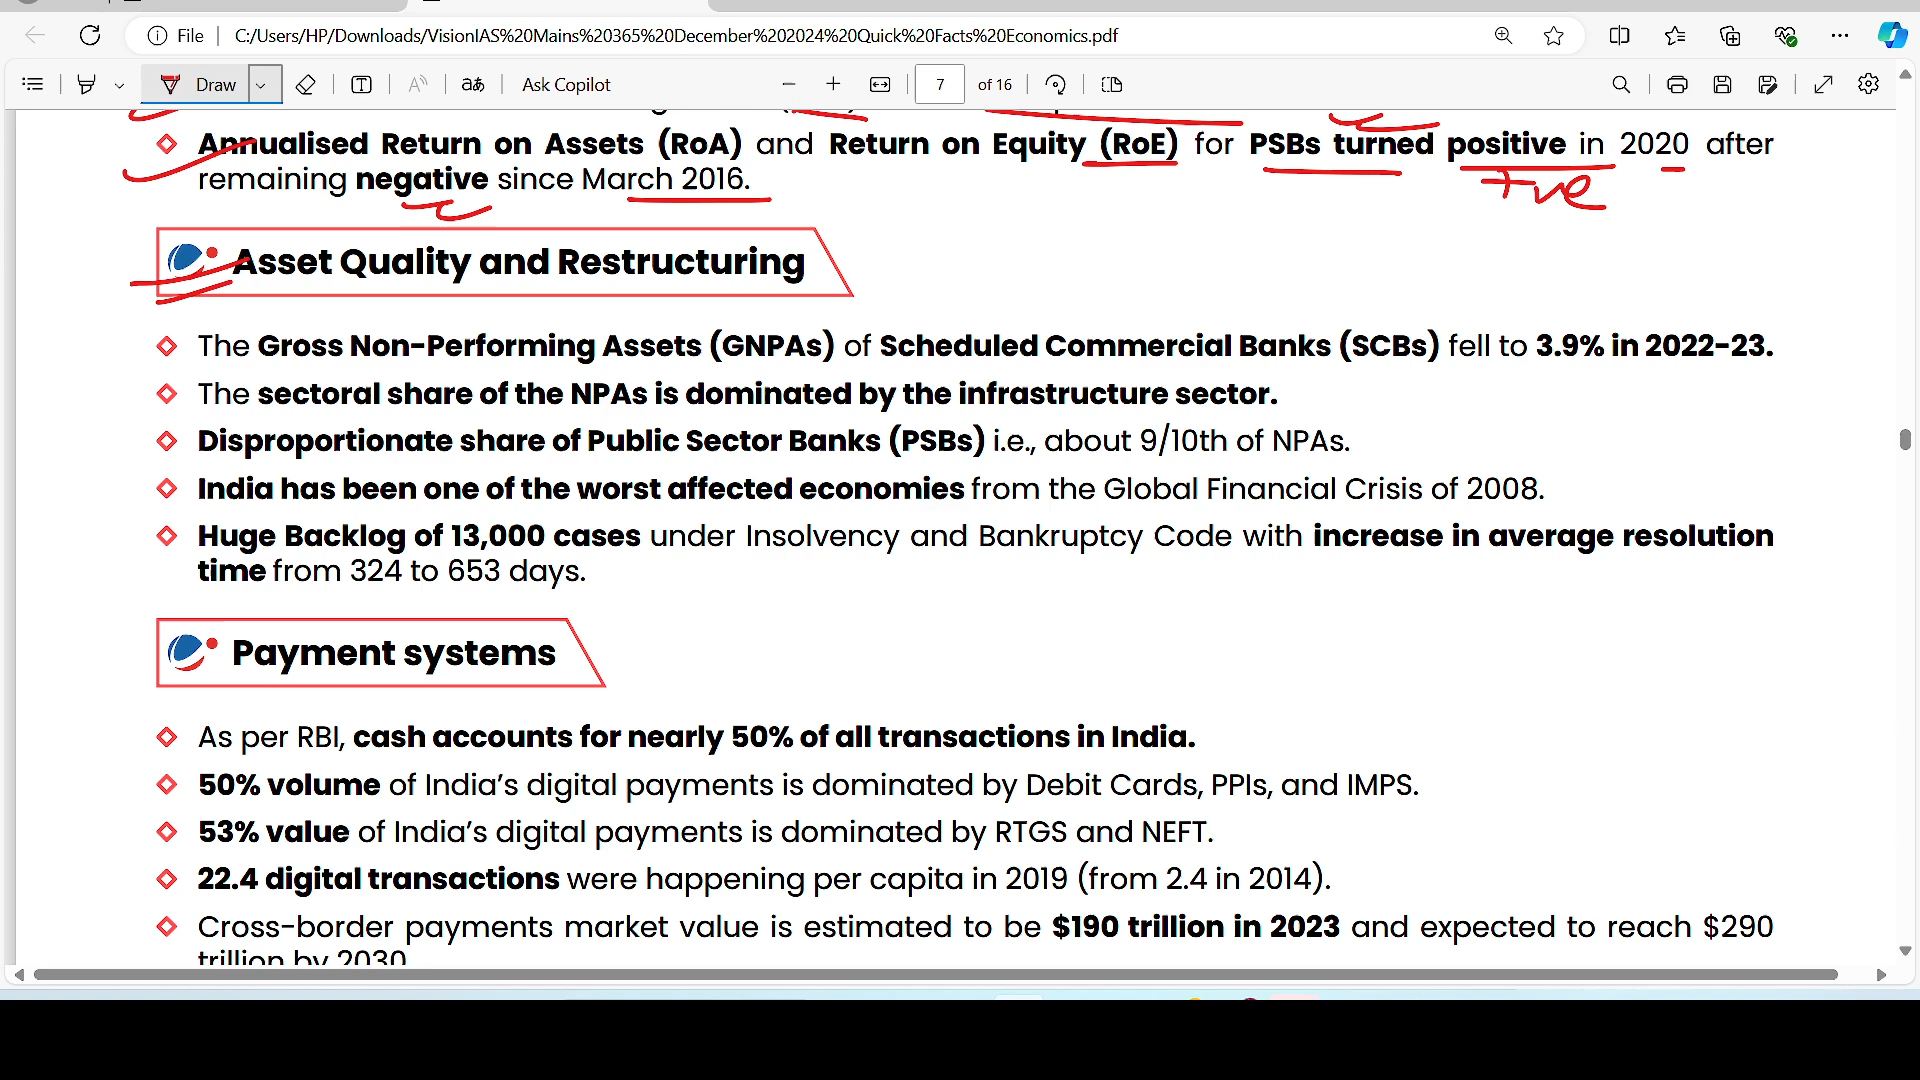 File
C:/Users/HP/Downloads/VisionIAS%20Mains%20365%20December%202024%20Quick%20Facts%20Economics.pdf
Draw
aあ
Ask Copilot
7 of 16
Annualised Return on Assets (RoA) and Return on Equity (RoE) for PSBs turned positive in 2020 after
remaining negative since March 2016.
+ve
Asset Quality and Restructuring
The Gross Non-Performing Assets (GNPAs) of Scheduled Commercial Banks (SCBs) fell to 3.9% in 2022-23.
The sectoral share of the NPAs is dominated by the infrastructure sector.
Disproportionate share of Public Sector Banks (PSBs) i.e., about 9/10th of NPAs.
India has been one of the worst affected economies from the Global Financial Crisis of 2008.
Huge Backlog of 13,000 cases under Insolvency and Bankruptcy Code with increase in average resolution
time from 324 to 653 days.
Payment systems
As per RBI, cash accounts for nearly 50% of all transactions in India.
50% volume of India's digital payments is dominated by Debit Cards, PPIs, and IMPS.
53% value of India's digital payments is dominated by RTGS and NEFT.
22.4 digital transactions were happening per capita in 2019 (from 2.4 in 2014).
Cross-border payments market value is estimated to be $190 trillion in 2023 and expected to reach $290
trillion by 2030